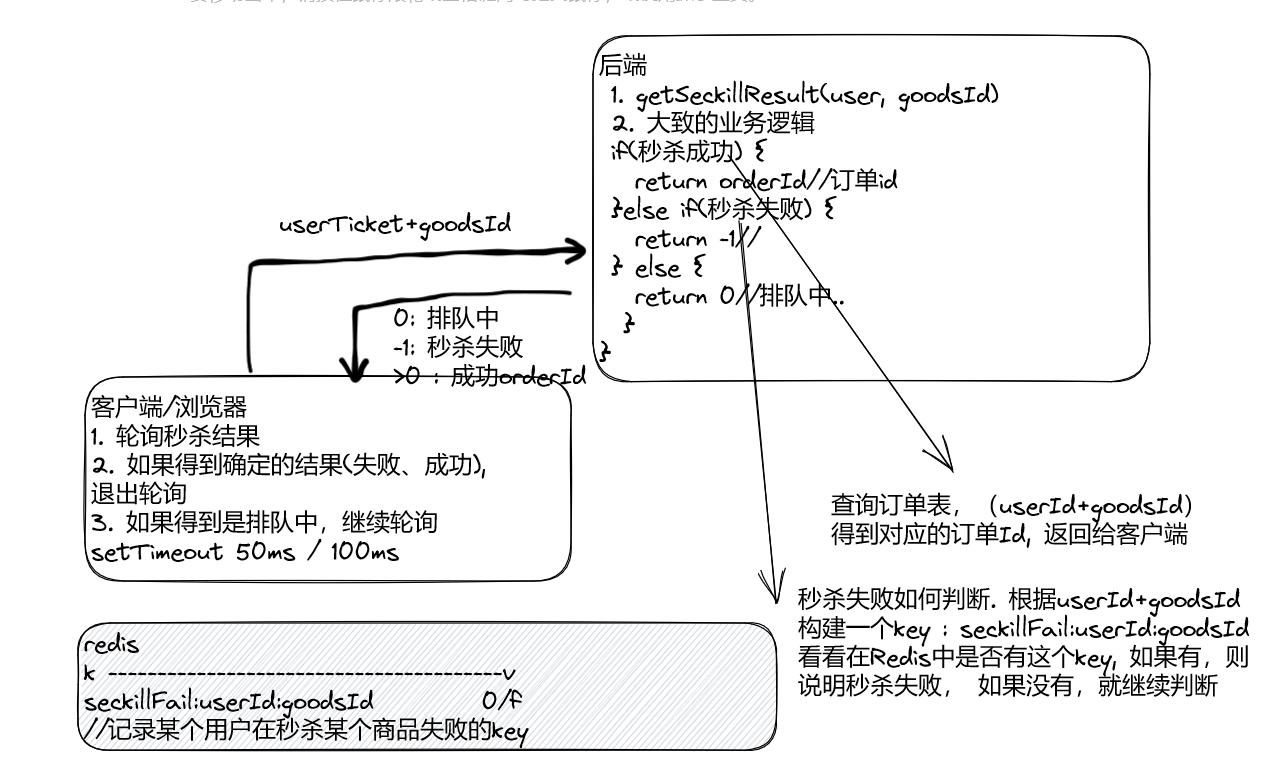 后端
1. getSeckillResult(user, goodsId)
2. 大致的业务逻辑
if(秒杀成功) {
return orderId//订单id
}else if(秒杀失败) {
return -1//
} else {
return 0//排队中..
}
}
userTicket+goodsId
0: 排队中
-1: 秒杀失败
>0 : 成功orderId
客户端/浏览器
1. 轮询秒杀结果
2. 如果得到确定的结果(失败、成功),
退出轮询
3. 如果得到是排队中, 继续轮询
setTimeout 50ms / 100ms
查询订单表, (userId+goodsId)
得到对应的订单Id, 返回给客户端
秒杀失败如何判断. 根据userId+goodsId
构建一个key : seckillFail:userId:goodsId
看看在Redis中是否有这个key, 如果有, 则
说明秒杀失败, 如果没有, 就继续判断
redis
k ----------------------------------------v
seckillFail:userId:goodsId 0/f
//记录某个用户在秒杀某个商品失败的key